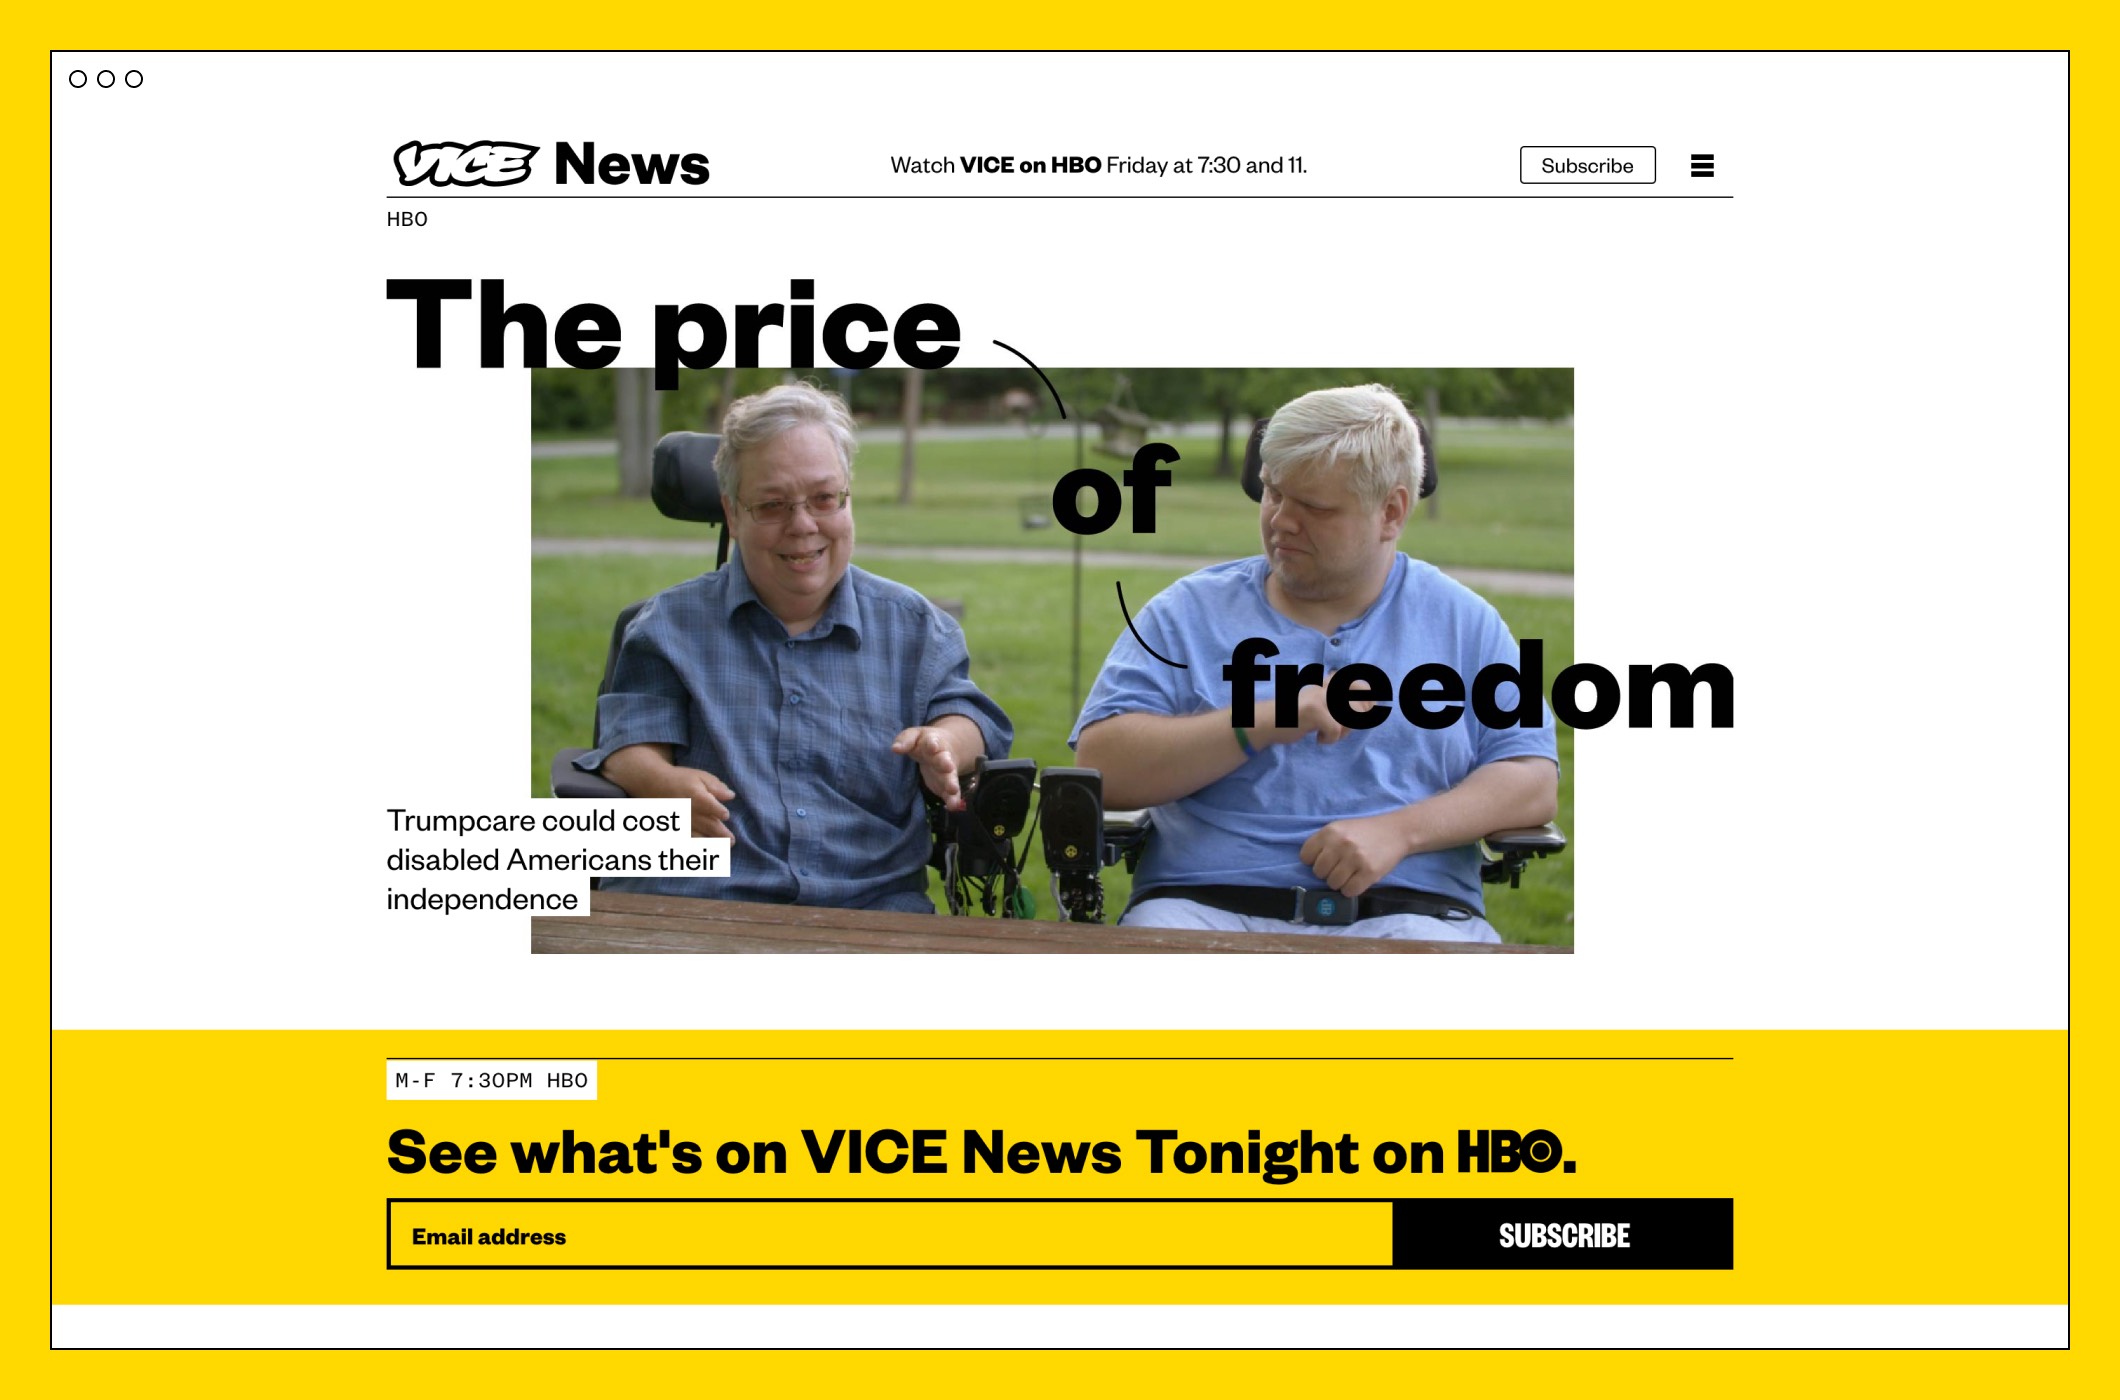 VICE News
Watch VICE on HBO Friday at 7:30 and 11.
Subscribe
HBO
The price
of
freedom
Trumpcare could cost
disabled Americans their
independence
M-F 7:30PM HBO
See what's on VICE News Tonight on HBO.
Email address
SUBSCRIBE